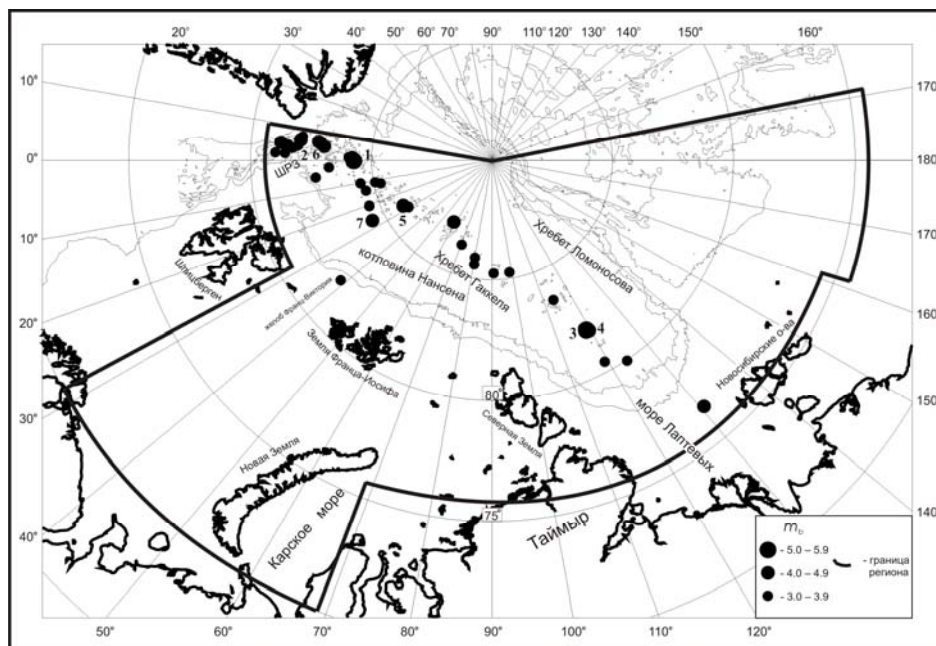 20˚ 30˚ 40˚ 50˚ 60˚ 70˚ 90˚ 110˚ 120˚ 130˚ 140˚ 150˚ 160˚
10˚
170˚
0˚
180˚
10˚
170˚
20˚
160˚
30˚
150˚
40˚
140˚
50˚ 60˚ 70˚ 80˚ 90˚ 100˚ 110˚ 120˚
ШРЗ
2
6
1
7
5
3
4
Шпицберген
желоб Франц-Виктория
Земля Франца-Иосифа
котловина Нансена
Хребет Гаккеля
Хребет Ломоносова
Новосибирские о-ва
море Лаптевых
80˚
Северная Земля
Новая Земля
Карское море
75˚
Таймыр
mb
- 5.0 – 5.9
- 4.0 – 4.9
- 3.0 – 3.9
- граница
региона